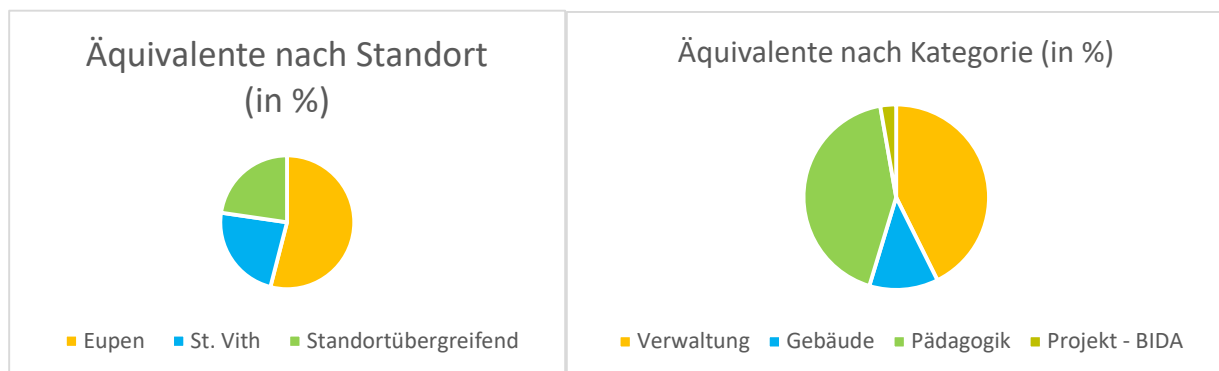 Äquivalente nach Standort
(in %)
Eupen St. Vith Standortübergreifend
Äquivalente nach Kategorie (in %)
Verwaltung Gebäude Pädagogik Projekt - BIDA